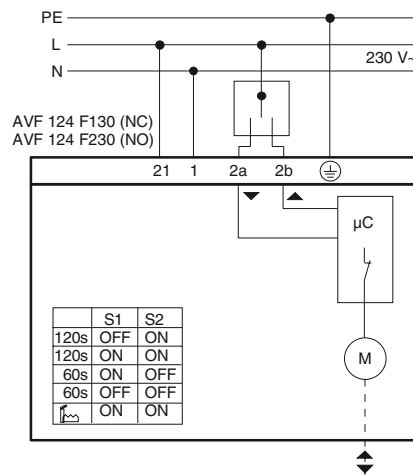 PE
L
N
230 V~
AVF 124 F130 (NC)
AVF 124 F230 (NO)
21 1 2a 2b
µC
M
S1 S2
120s OFF ON
120s ON ON
60s ON OFF
60s OFF OFF
ON ON